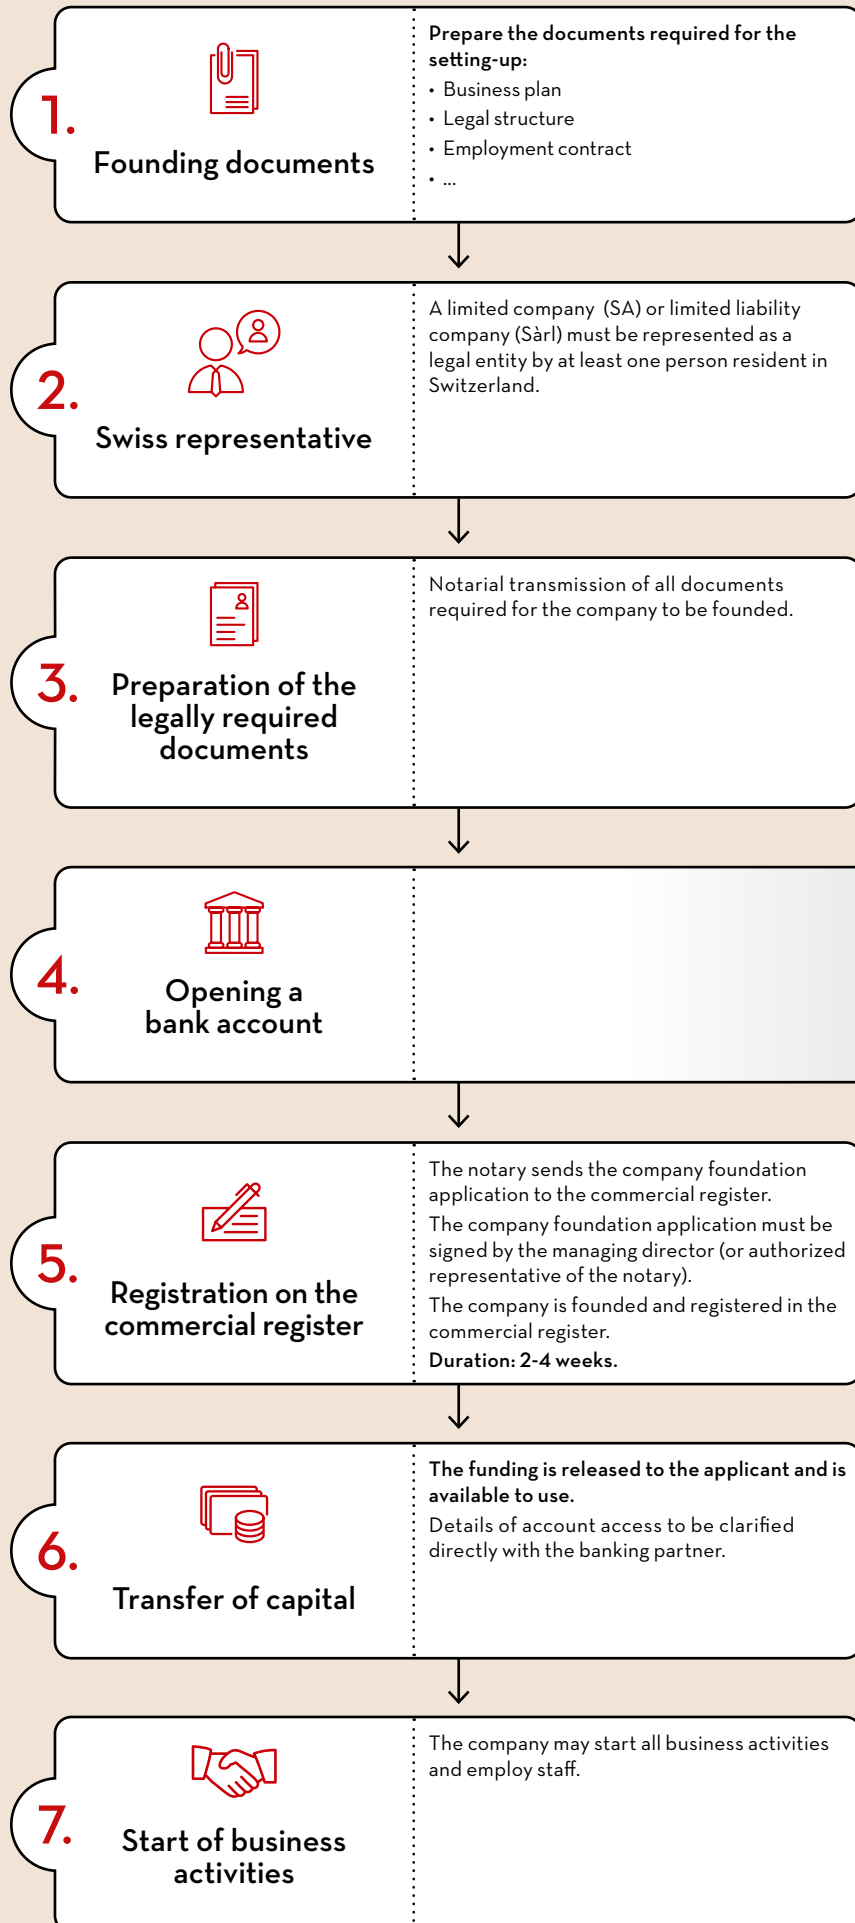 1.
Founding documents
Prepare the documents required for the
setting-up:
• Business plan
• Legal structure
• Employment contract
• ...
2.
Swiss representative
A limited company (SA) or limited liability
company (Sàrl) must be represented as a
legal entity by at least one person resident in
Switzerland.
3.
Preparation of the
legally required
documents
Notarial transmission of all documents
required for the company to be founded.
4.
Opening a
bank account
5.
Registration on the
commercial register
The notary sends the company foundation
application to the commercial register.
The company foundation application must be
signed by the managing director (or authorized
representative of the notary).
The company is founded and registered in the
commercial register.
Duration: 2-4 weeks.
6.
Transfer of capital
The funding is released to the applicant and is
available to use.
Details of account access to be clarified
directly with the banking partner.
7.
Start of business
activities
The company may start all business activities
and employ staff.